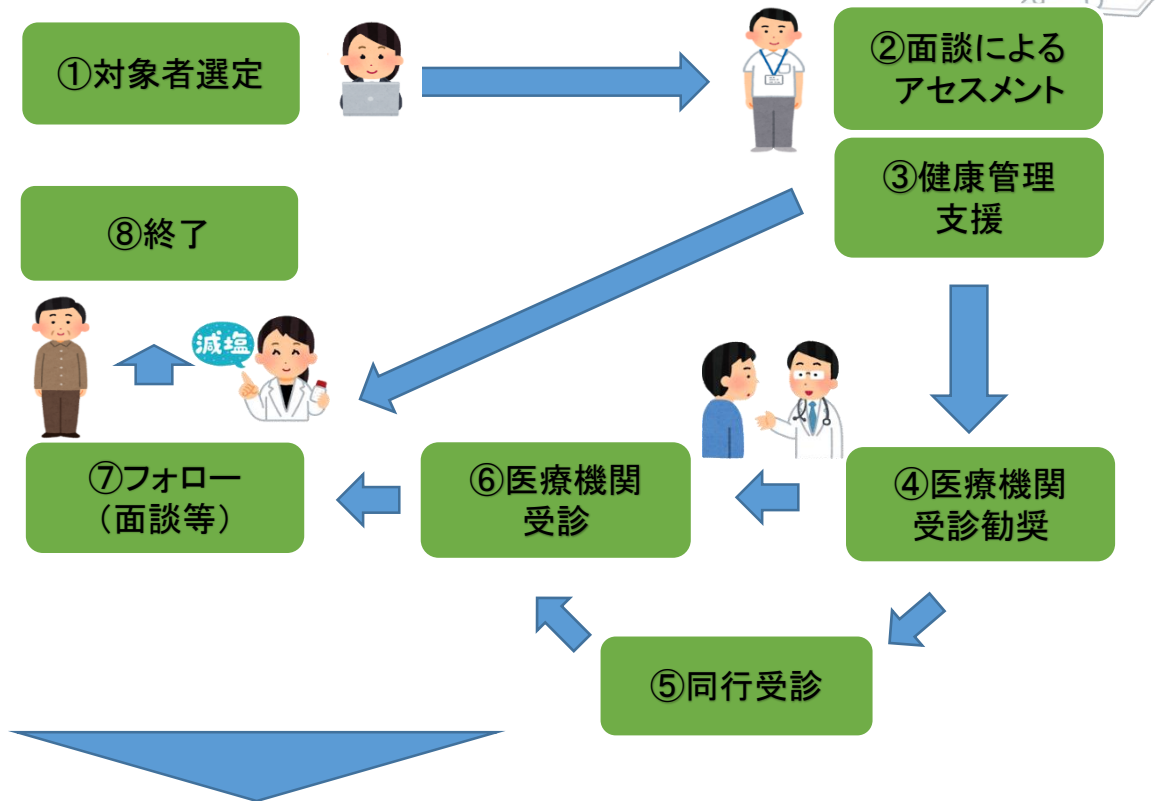 ①対象者選定
②面談による
アセスメント
③健康管理
支援
⑧終了
減塩
⑦フォロー
(面談等)
⑥医療機関
受診
④医療機関
受診勧奨
⑤同行受診